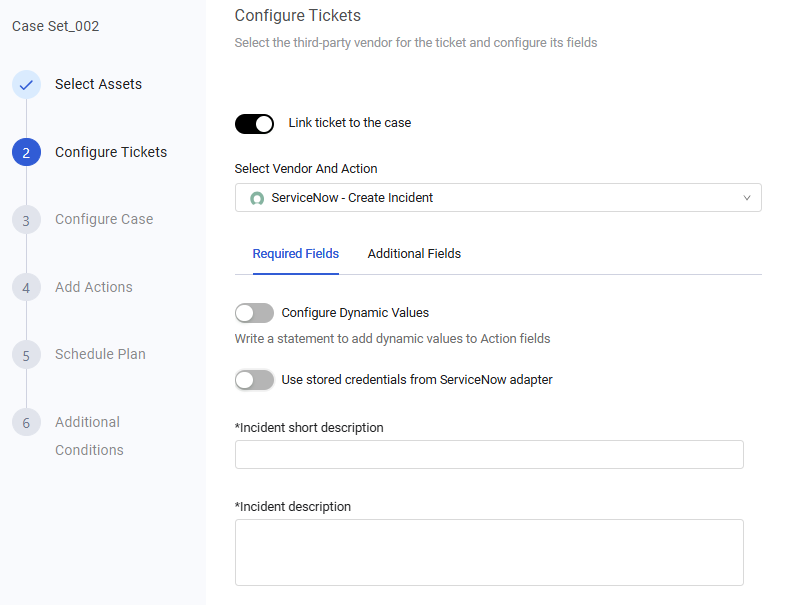 Case Set_002
Select Assets
2
Configure Tickets
3
Configure Case
4
Add Actions
5
Schedule Plan
6
Additional
Conditions
Configure Tickets
Select the third-party vendor for the ticket and configure its fields
Link ticket to the case
Select Vendor And Action
ServiceNow - Create Incident
Required Fields
Additional Fields
Configure Dynamic Values
Write a statement to add dynamic values to Action fields
Use stored credentials from ServiceNow adapter
*Incident short description
*Incident description